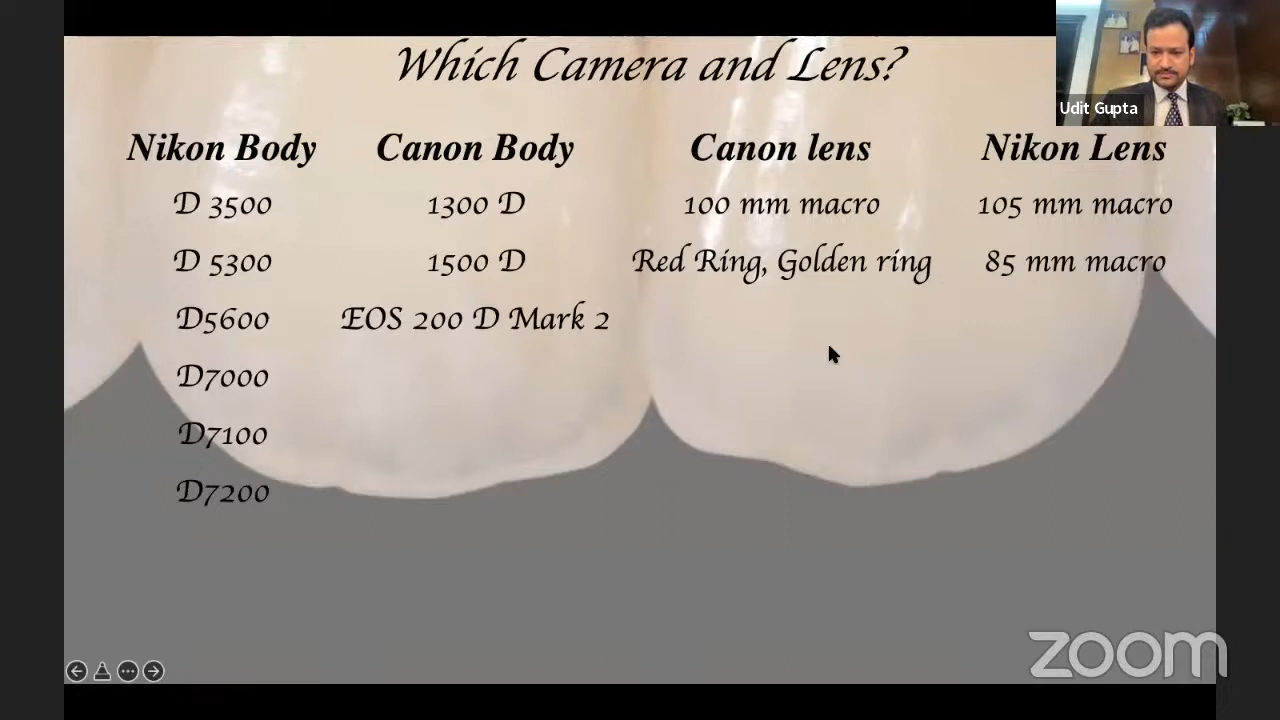 Which Camera and Lens?
Udit Gupta
Nikon Body Canon Body Canon lens Nikon Lens
D 3500 1300 D 100 mm macro 105 mm macro
D 5300 1500 D Red Ring, Golden ring 85 mm macro
D5600 EOS 200 D Mark 2
D7000
D7100
D7200
zoom